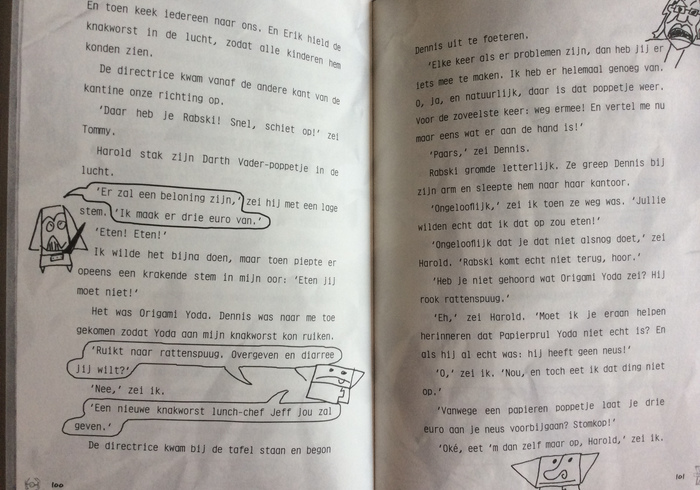 En toen keek iedereen naar ons. En Erik hield de
knakworst in de lucht, zodat alle kinderen hem
konden zien.
De directrice kwam vanaf de andere kant van de
kantine onze richting op.
'Daar heb je Rabski! Snel, schiet op!' zei
Tommy.
Harold stak zijn Darth Vader-poppetje in de
lucht.
'Er zal een beloning zijn,' zei hij met een lage
stem. 'Ik maak er drie euro van.'
'Eten! Eten!'
Ik wilde het bijna doen, maar toen piepte er
opeens een krakende stem in mijn oor: 'Eten jij
moet niet!'
Het was Origami Yoda. Dennis was naar me toe
gekomen zodat Yoda aan mijn knakworst kon ruiken.
'Ruikt naar rattenspuug. Overgeven en diarree
jij wilt?'
'Nee,' zei ik.
'Een nieuwe knakworst lunch-chef Jeff jou zal
geven.'
De directrice kwam bij de tafel staan en begon
100
Dennis uit te foeteren.
'Elke keer als er problemen zijn, dan heb jij er
iets mee te maken. Ik heb er helemaal genoeg van.
O, ja, en natuurlijk, daar is dat poppetje weer.
Voor de zoveelste keer: weg ermee! En vertel me nu
maar eens wat er aan de hand is!'
'Paars,' zei Dennis.
Rabski gromde letterlijk. Ze greep Dennis bij
zijn arm en sleepte hem naar haar kantoor.
'Ongelooflijk,' zei ik toen ze weg was. 'Jullie
wilden echt dat ik dat op zou eten!'
'Ongelooflijk dat je dat niet alsnog doet,' zei
Harold. 'Rabski komt echt niet terug, hoor.'
'Heb je niet gehoord wat Origami Yoda zei? Hij
rook rattenspuug.'
'Eh,' zei Harold. 'Moet ik je eraan helpen
herinneren dat Papierprul Yoda niet echt is? En
als hij al echt was: hij heeft geen neus!'
'O,' zei ik. 'Nou, en toch eet ik dat ding niet
op.'
'Vanwege een papieren poppetje laat je drie
euro aan je neus voorbijgaan? Stomkop!'
'Oké, eet 'm dan zelf maar op, Harold,' zei ik.
101